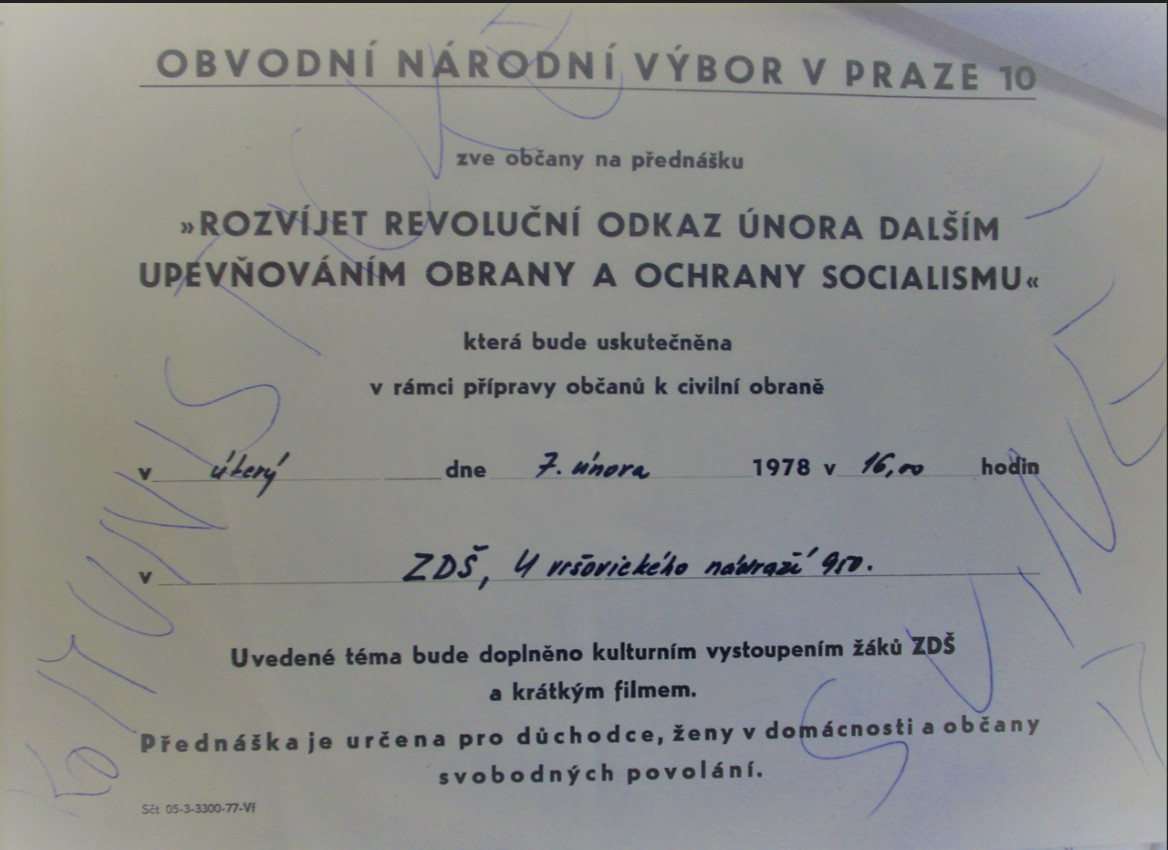 OBVODNÍ NÁRODNÍ VÝBOR V PRAZE 10
zve občany na přednášku
»ROZVÍJET REVOLUČNÍ ODKAZ ÚNORA DALŠÍM
UPEVŇOVÁNÍM OBRANY A OCHRANY SOCIALISMU«
která bude uskutečněna
v rámci přípravy občanů k civilní obraně
v úterý dne 7. února 1978 v 16,00 hodin
v ZDŠ, U vršovického nádraží 950.
Uvedené téma bude doplněno kulturním vystoupením žáků ZDŠ
a krátkým filmem.
Přednáška je určena pro důchodce, ženy v domácnosti a občany
svobodných povolání.
Sčt 05-3-3300-77-Vf
KOMUNISTICKÉ
SVINĚ